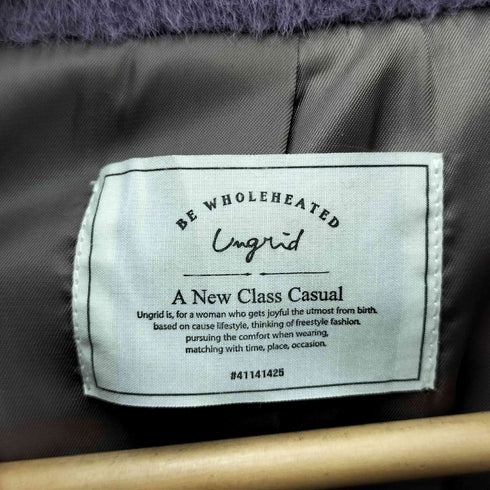 BE WHOLEHEATED
Ungrid
A New Class Casual
Ungrid is, for a woman who gets joyful the utmost from birth.
based on cause lifestyle, thinking of freestyle fashion.
pursuing the comfort when wearing,
matching with time, place, occasion.
#41141425